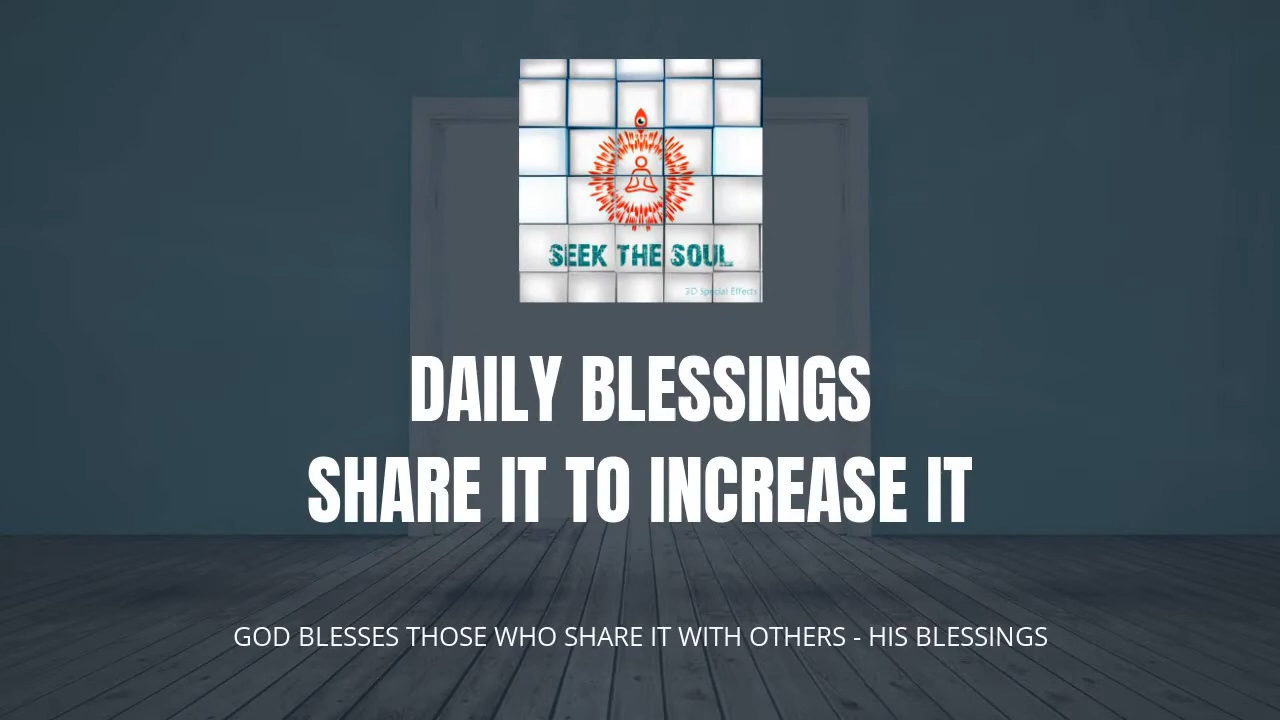 SEEK THE SOUL
3D Special Effects
DAILY BLESSINGS
SHARE IT TO INCREASE IT
GOD BLESSES THOSE WHO SHARE IT WITH OTHERS - HIS BLESSINGS